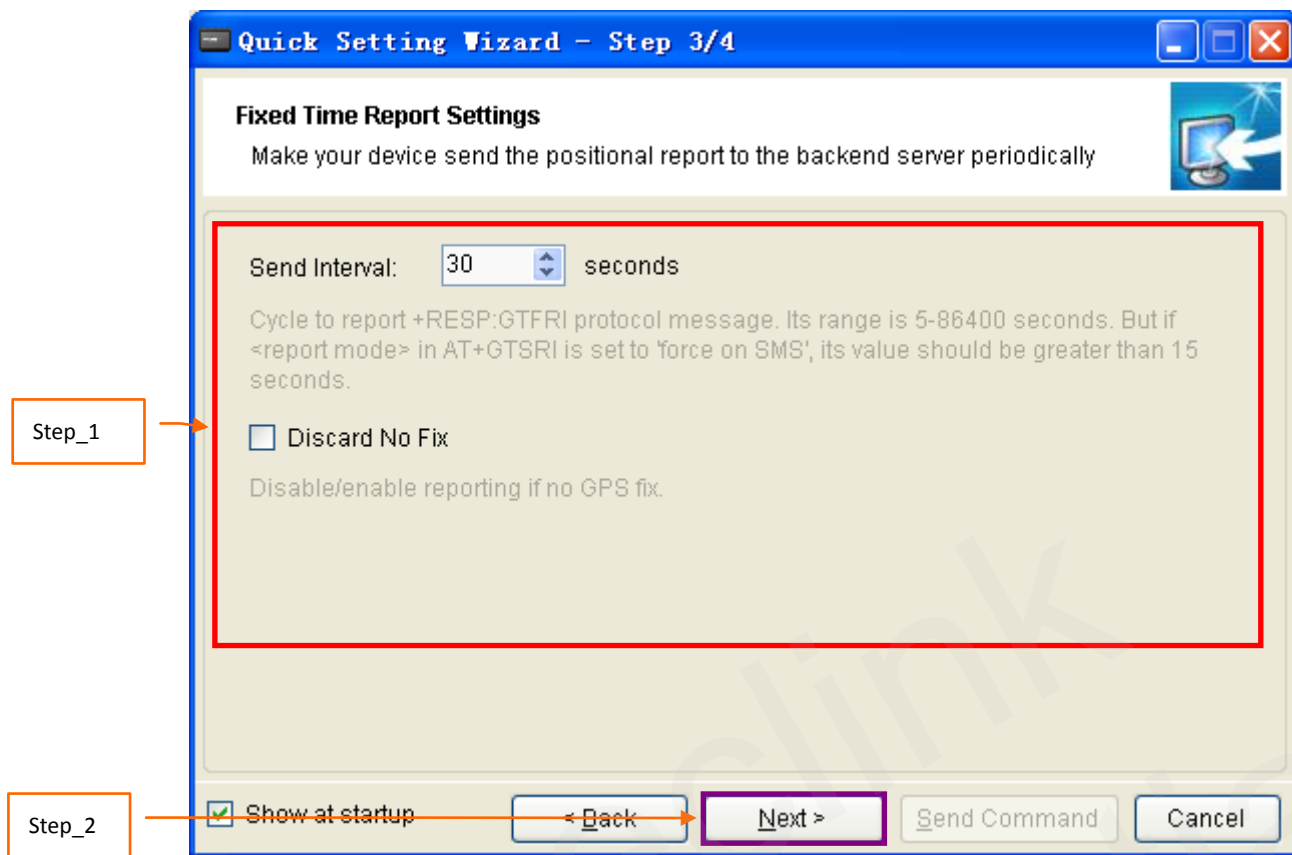 Quick Setting Wizard - Step 3/4
Fixed Time Report Settings
Make your device send the positional report to the backend server periodically
Send Interval: 30 seconds
Cycle to report +RESP:GTFRI protocol message. Its range is 5-86400 seconds. But if
<report mode> in AT+GTSRI is set to 'force on SMS', its value should be greater than 15
seconds.
Step_1
Discard No Fix
Disable/enable reporting if no GPS fix.
Step_2
Show at startup
< Back
Next >
Send Command
Cancel